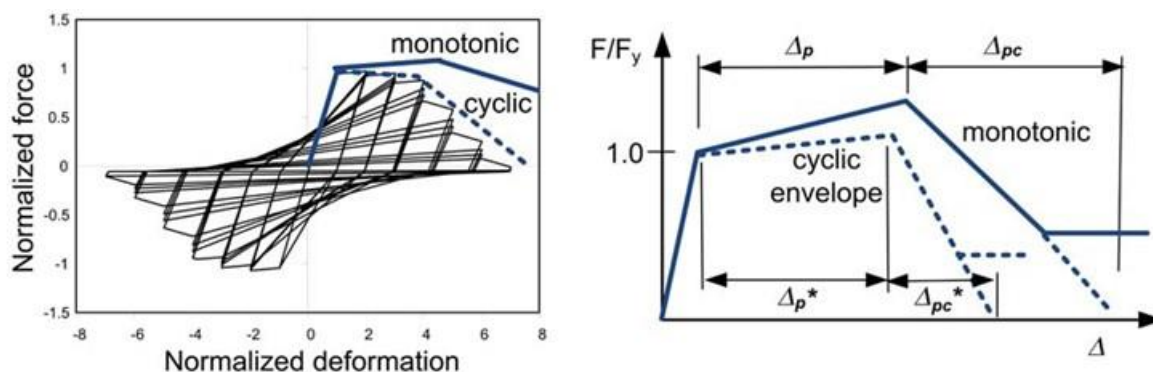 1.5
1
0.5
0
-0.5
-1
-1.5
Normalized force
monotonic
cyclic
-8 -6 -4 -2 0 2 4 6 8
Normalized deformation
F/Fy
1.0
Δp
Δpc
monotonic
cyclic
envelope
Δp*
Δpc*
Δ